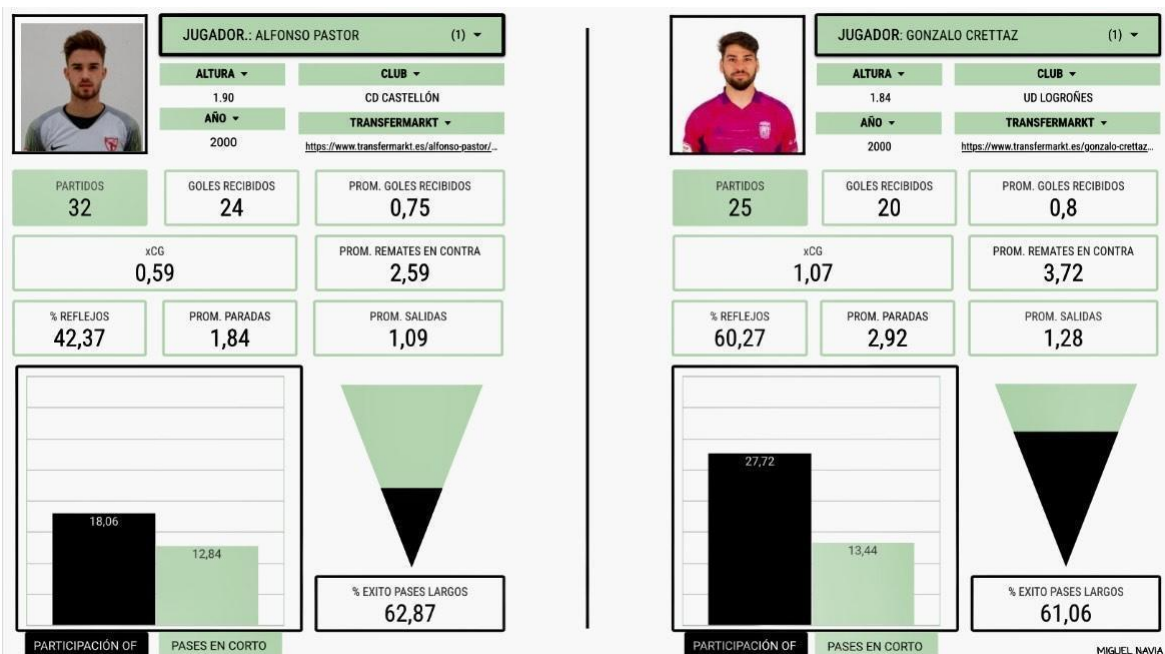 JUGADOR.: ALFONSO PASTOR (1)
ALTURA CLUB
1.90 CD CASTELLÓN
AÑO TRANSFERMARKT
2000 https://www.transfermarkt.es/alfonso-pastor/...
PARTIDOS GOLES RECIBIDOS PROM. GOLES RECIBIDOS
32 24 0,75
xCG PROM. REMATES EN CONTRA
0,59 2,59
% REFLEJOS PROM. PARADAS PROM. SALIDAS
42,37 1,84 1,09
18,06
12,84
% EXITO PASES LARGOS
62,87
PARTICIPACIÓN OF PASES EN CORTO
JUGADOR: GONZALO CRETTAZ (1)
ALTURA CLUB
1.84 UD LOGROÑES
AÑO TRANSFERMARKT
2000 https://www.transfermarkt.es/gonzalo-crettaz...
PARTIDOS GOLES RECIBIDOS PROM. GOLES RECIBIDOS
25 20 0,8
xCG PROM. REMATES EN CONTRA
1,07 3,72
% REFLEJOS PROM. PARADAS PROM. SALIDAS
60,27 2,92 1,28
27,72
13,44
% EXITO PASES LARGOS
61,06
PARTICIPACIÓN OF PASES EN CORTO
MIGUEL NAVIA